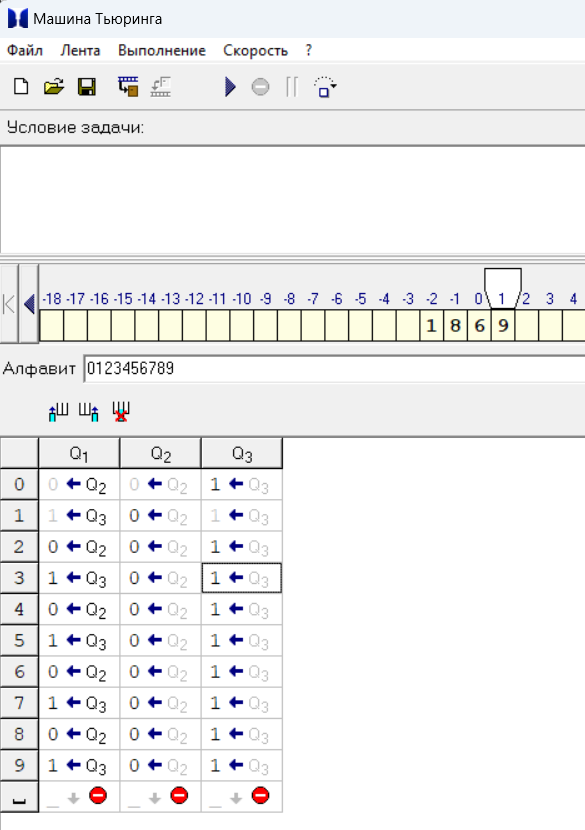 Машина Тьюринга
Файл Лента Выполнение Скорость ?
Условие задачи:
-18 -17 -16 -15 -14 -13 -12 -11 -10 -9 -8 -7 -6 -5 -4 -3 -2 -1 0 1 2 3 4
1 8 6 9
Алфавит 0123456789
Q1 Q2 Q3
0 0 ← Q2 0 ← Q2 1 ← Q3
1 1 ← Q3 0 ← Q2 1 ← Q3
2 0 ← Q2 0 ← Q2 1 ← Q3
3 1 ← Q3 0 ← Q2 1 ← Q3
4 0 ← Q2 0 ← Q2 1 ← Q3
5 1 ← Q3 0 ← Q2 1 ← Q3
6 0 ← Q2 0 ← Q2 1 ← Q3
7 1 ← Q3 0 ← Q2 1 ← Q3
8 0 ← Q2 0 ← Q2 1 ← Q3
9 1 ← Q3 0 ← Q2 1 ← Q3
␣ _ ↓ _ ↓ _ ↓